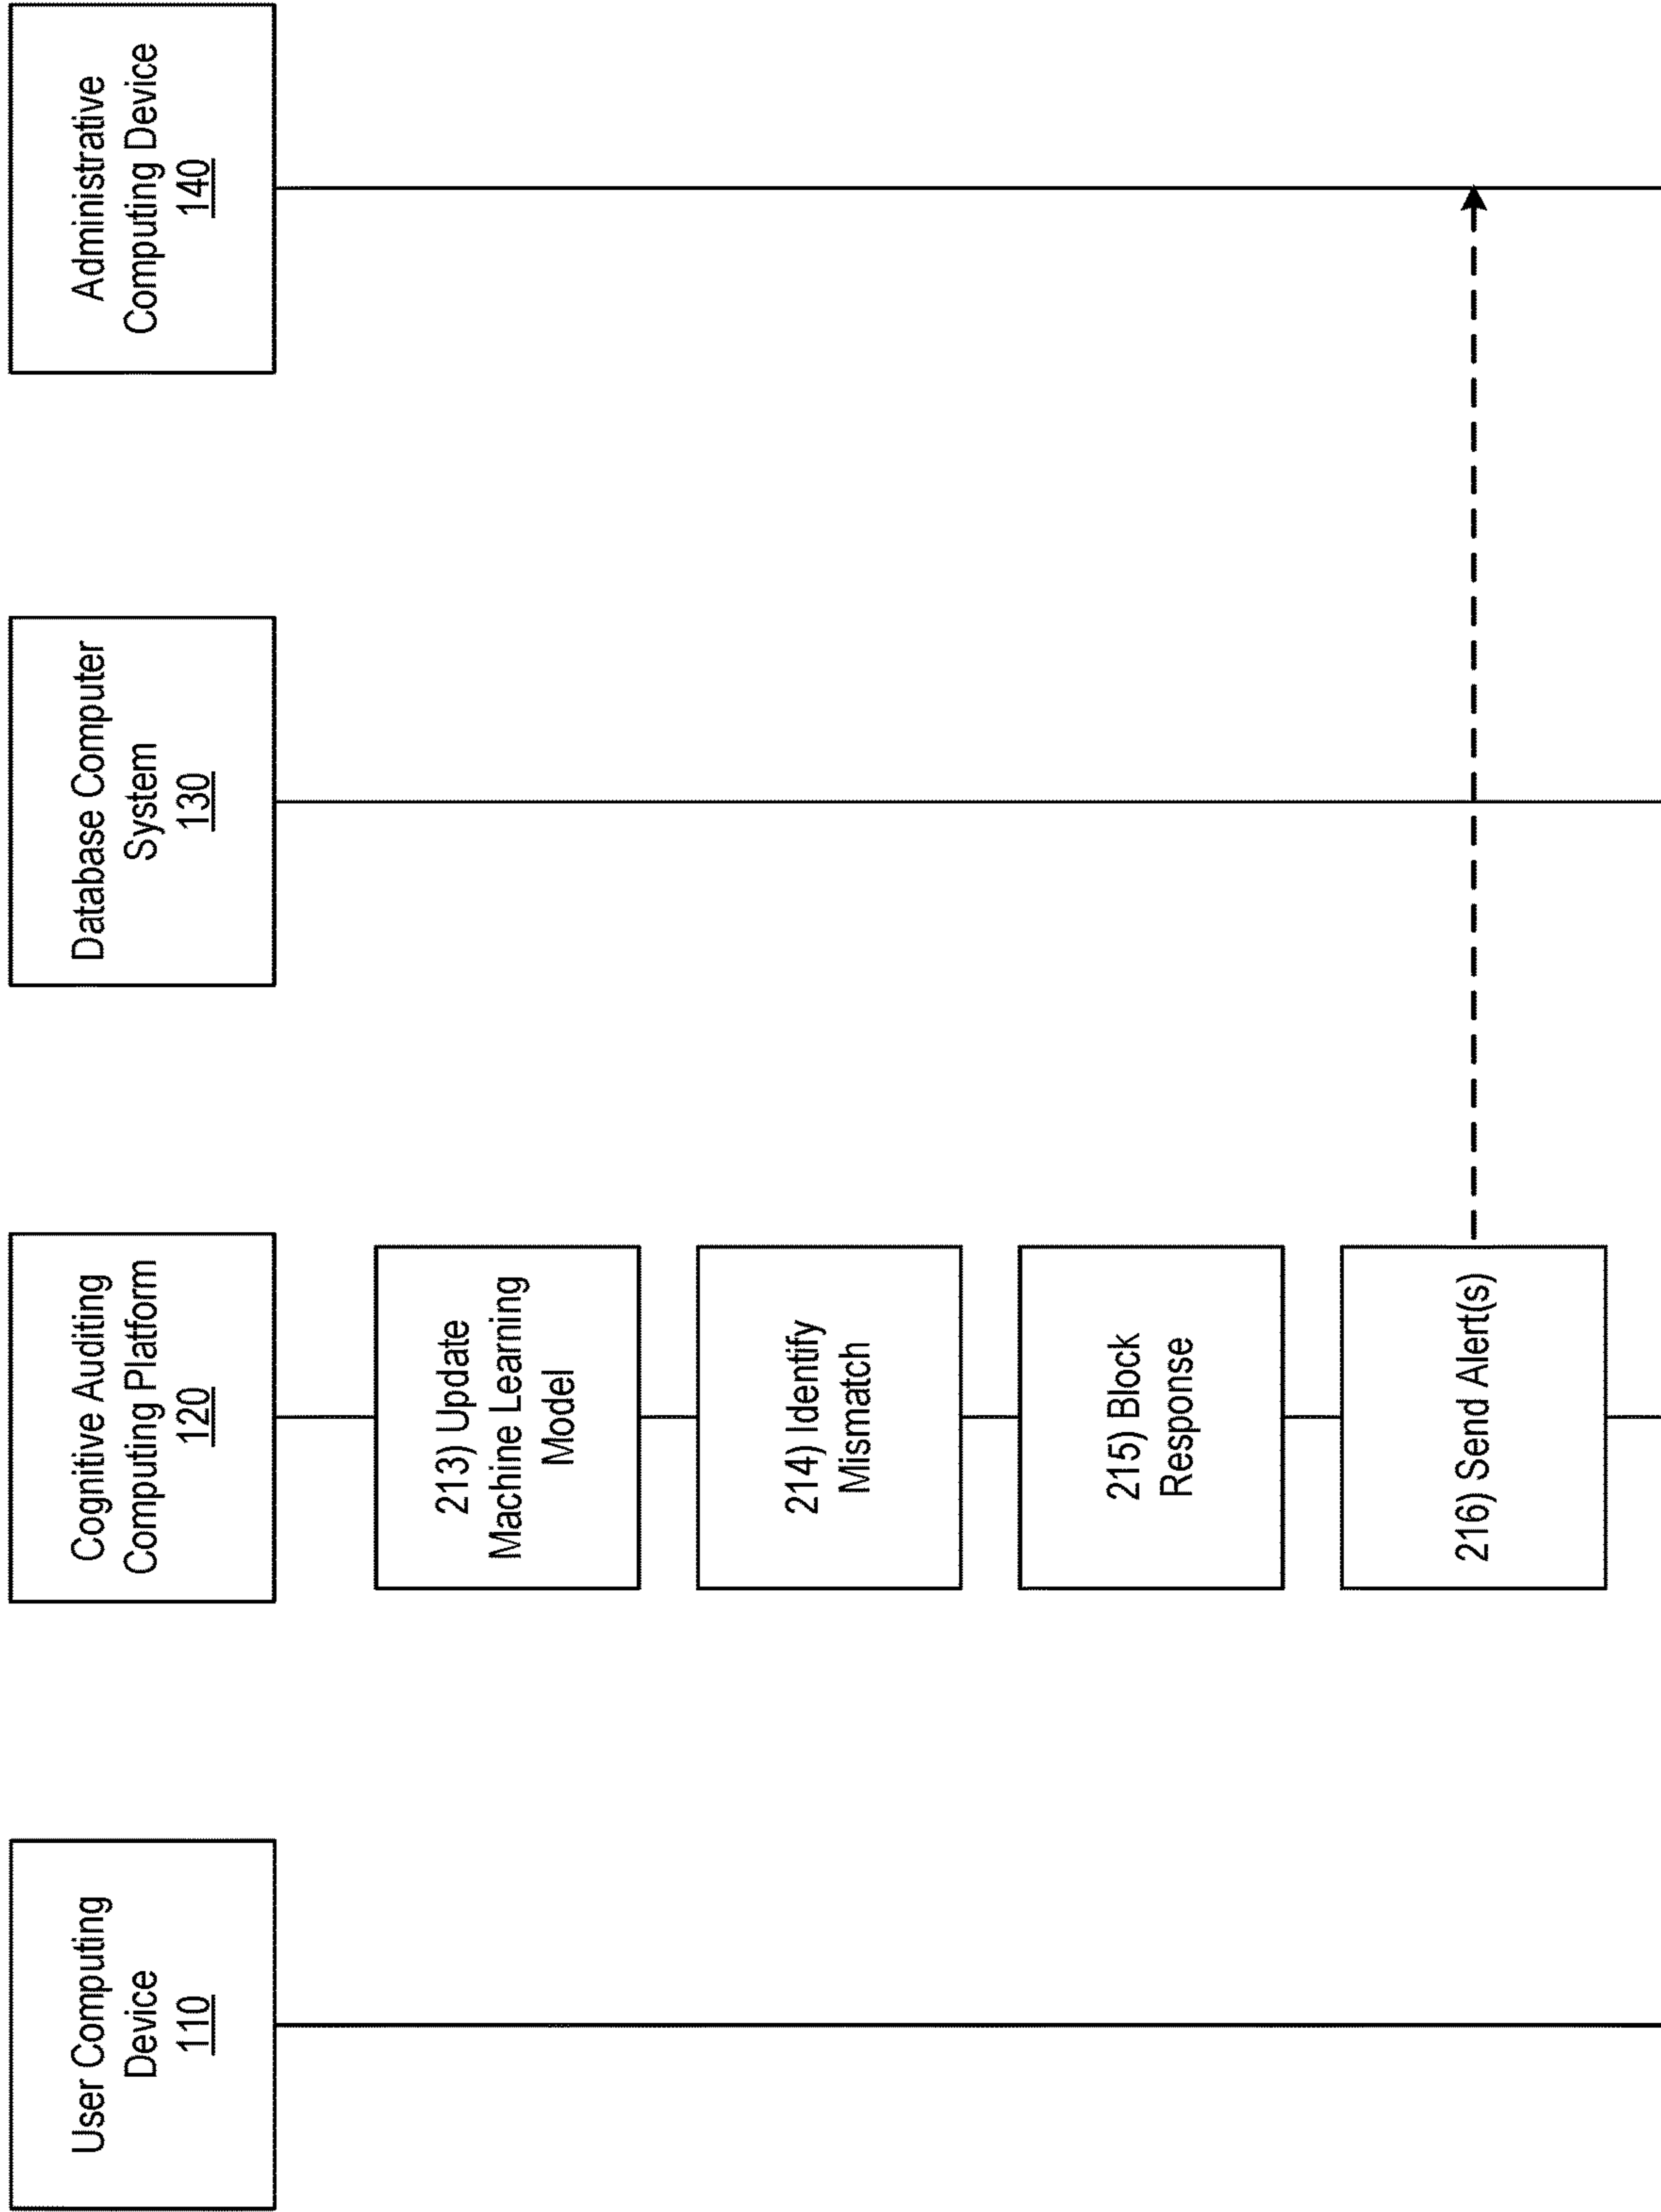 User Computing
Device
110
Cognitive Auditing
Computing Platform
120
Database Computer
System
130
Administrative
Computing Device
140
213) Update
Machine Learning
Model
214) Identify
Mismatch
215) Block
Response
216) Send Alert(s)